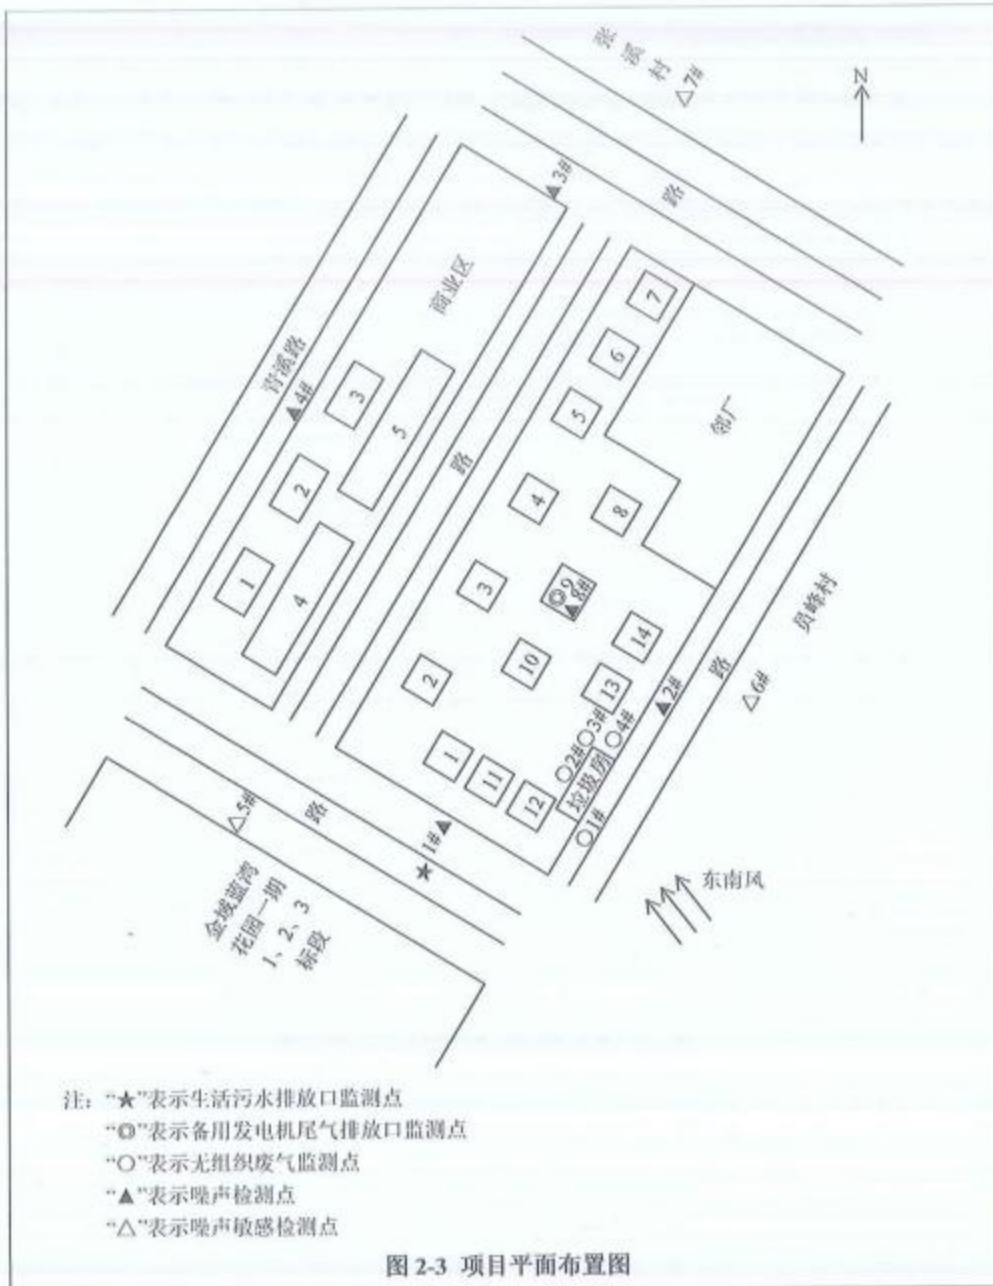 张溪村
△7#
N
▲3#
路
商业区
青溪路
▲4#
3
5
2
1
4
路
7
6
5
邻厂
4
8
3
◎9
▲8#
2
10
14
13
员峰村
路
△6#
▲2#
○3#
○4#
○2#
垃圾房
○1#
1
11
12
△5#
路
1#▲
★
金域蓝湾
花园一期
1、2、3
标段
东南风
注：“★”表示生活污水排放口监测点
“◎”表示备用发电机尾气排放口监测点
“○”表示无组织废气监测点
“▲”表示噪声检测点
“△”表示噪声敏感检测点
图 2-3 项目平面布置图